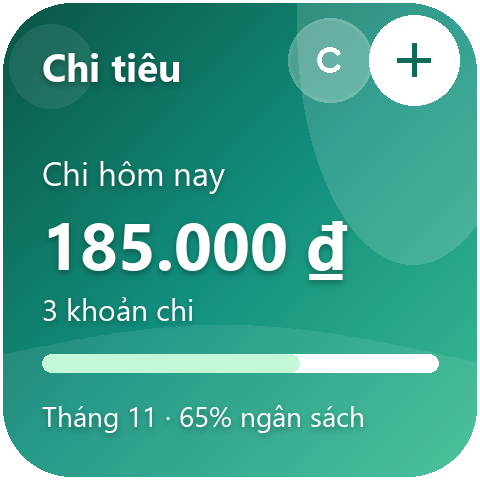 Chi tiêu
C
Chi hôm nay
185.000 ₫
3 khoản chi
Tháng 11 · 65% ngân sách